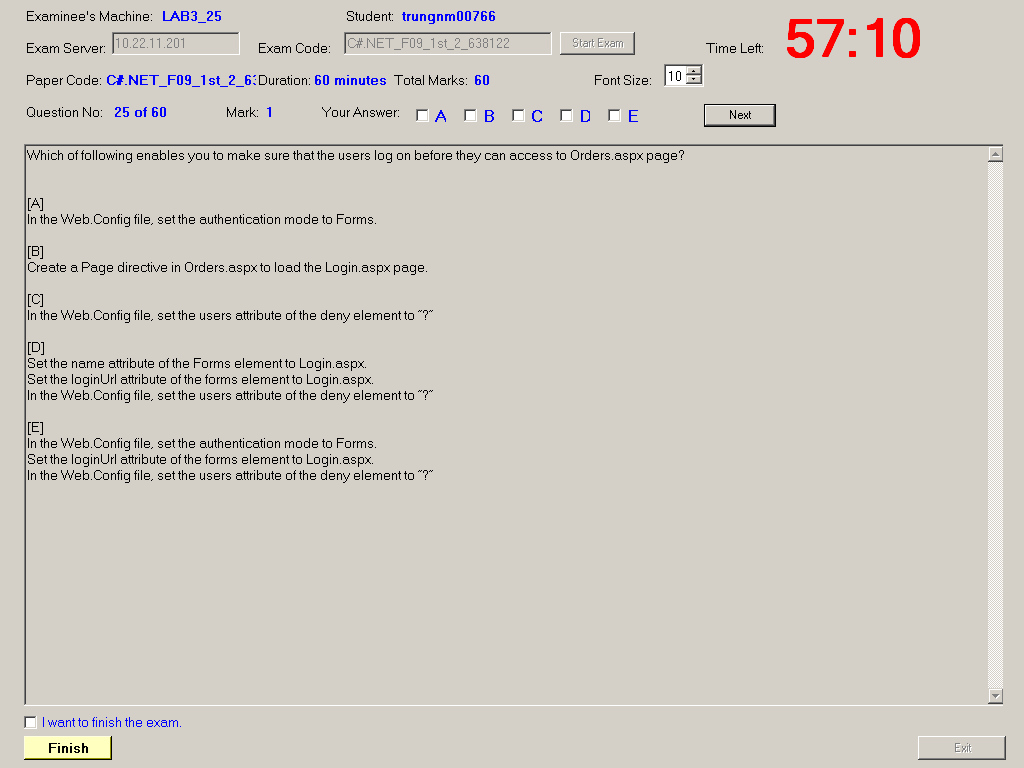 Examinee's Machine: LAB3_25 Student: trungnm00766
Exam Server: 10.22.11.201 Exam Code: C#.NET_F09_1st_2_638122 Start Exam Time Left: 57:10
Paper Code: C#.NET_F09_1st_2_63 Duration: 60 minutes Total Marks: 60 Font Size: 10
Question No: 25 of 60 Mark: 1 Your Answer: A B C D E Next
Which of following enables you to make sure that the users log on before they can access to Orders.aspx page?
[A]
In the Web.Config file, set the authentication mode to Forms.
[B]
Create a Page directive in Orders.aspx to load the Login.aspx page.
[C]
In the Web.Config file, set the users attribute of the deny element to "?"
[D]
Set the name attribute of the Forms element to Login.aspx.
Set the loginUrl attribute of the forms element to Login.aspx.
In the Web.Config file, set the users attribute of the deny element to "?"
[E]
In the Web.Config file, set the authentication mode to Forms.
Set the loginUrl attribute of the forms element to Login.aspx.
In the Web.Config file, set the users attribute of the deny element to "?"
I want to finish the exam.
Finish Exit